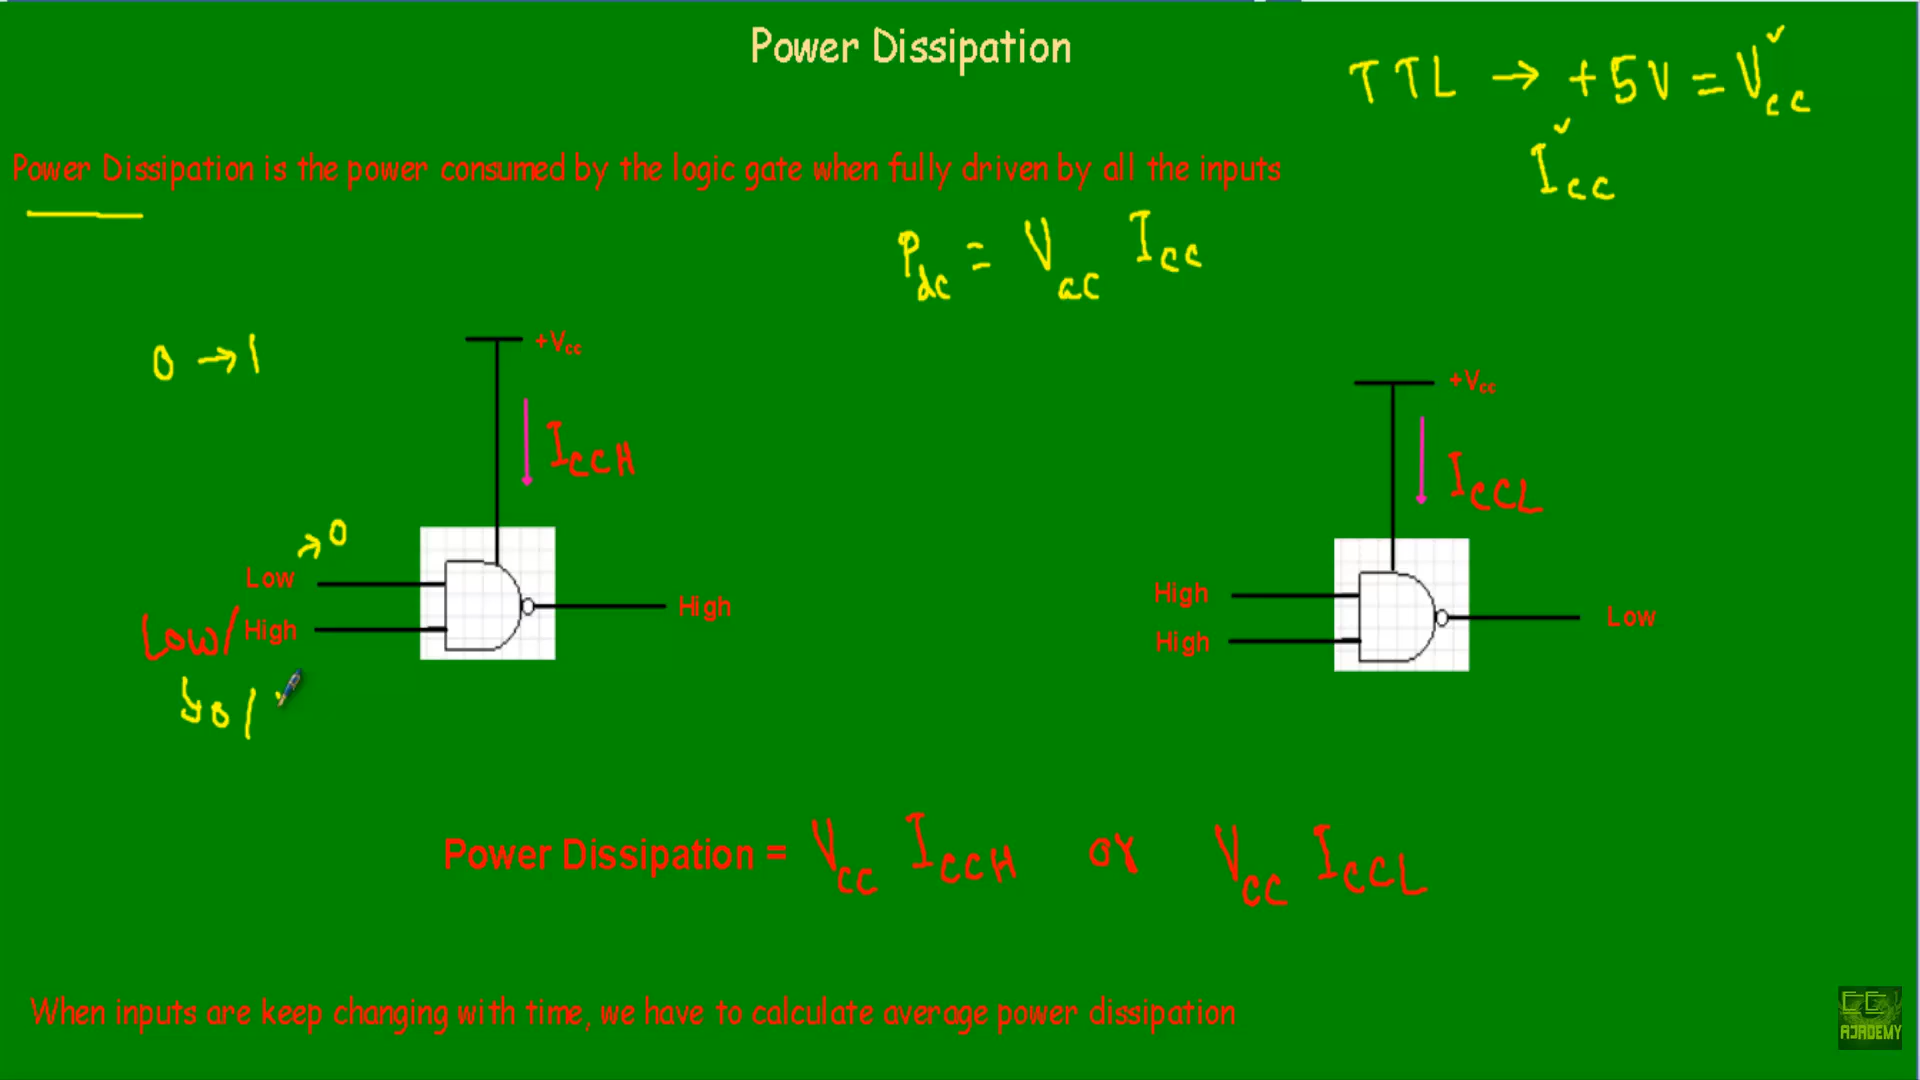 Power Dissipation
TTL → +5V = Vcc
Icc
Power Dissipation is the power consumed by the logic gate when fully driven by all the inputs
Pdc = Vac Icc
0 → 1
+Vcc
ICCH
+Vcc
ICCL
→ 0
Low
Low/High
High
High
High
Low
0/
Power Dissipation = Vcc ICCH or Vcc ICCL
When inputs are keep changing with time, we have to calculate average power dissipation
ACADEMY